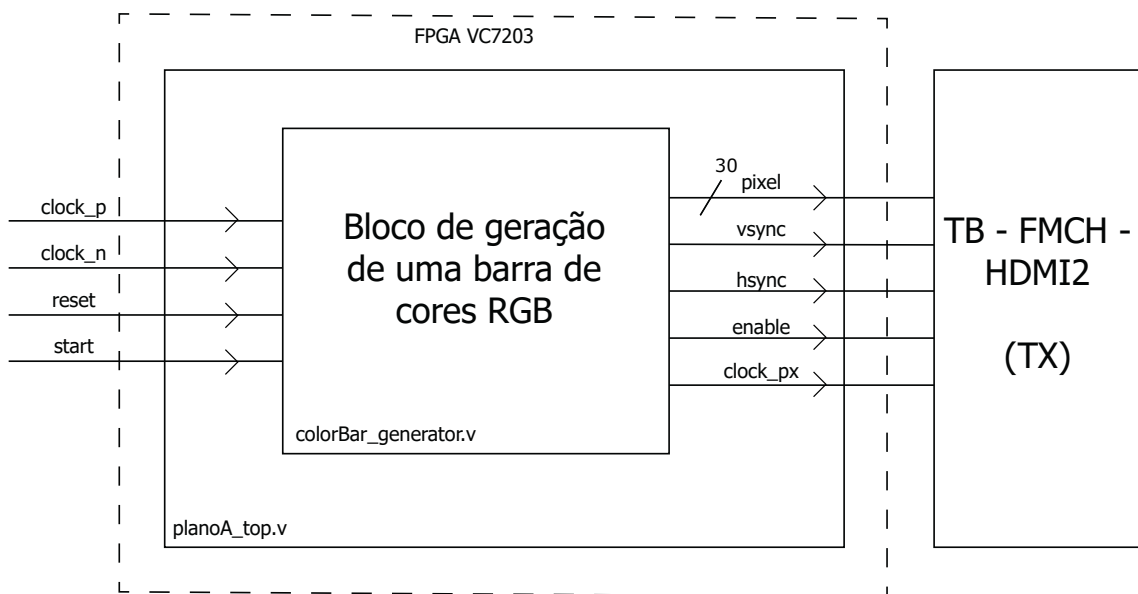 FPGA VC7203
clock_p
clock_n
reset
start
Bloco de geração
de uma barra de
cores RGB
colorBar_generator.v
planoA_top.v
30
pixel
vsync
hsync
enable
clock_px
TB - FMCH -
HDMI2
(TX)